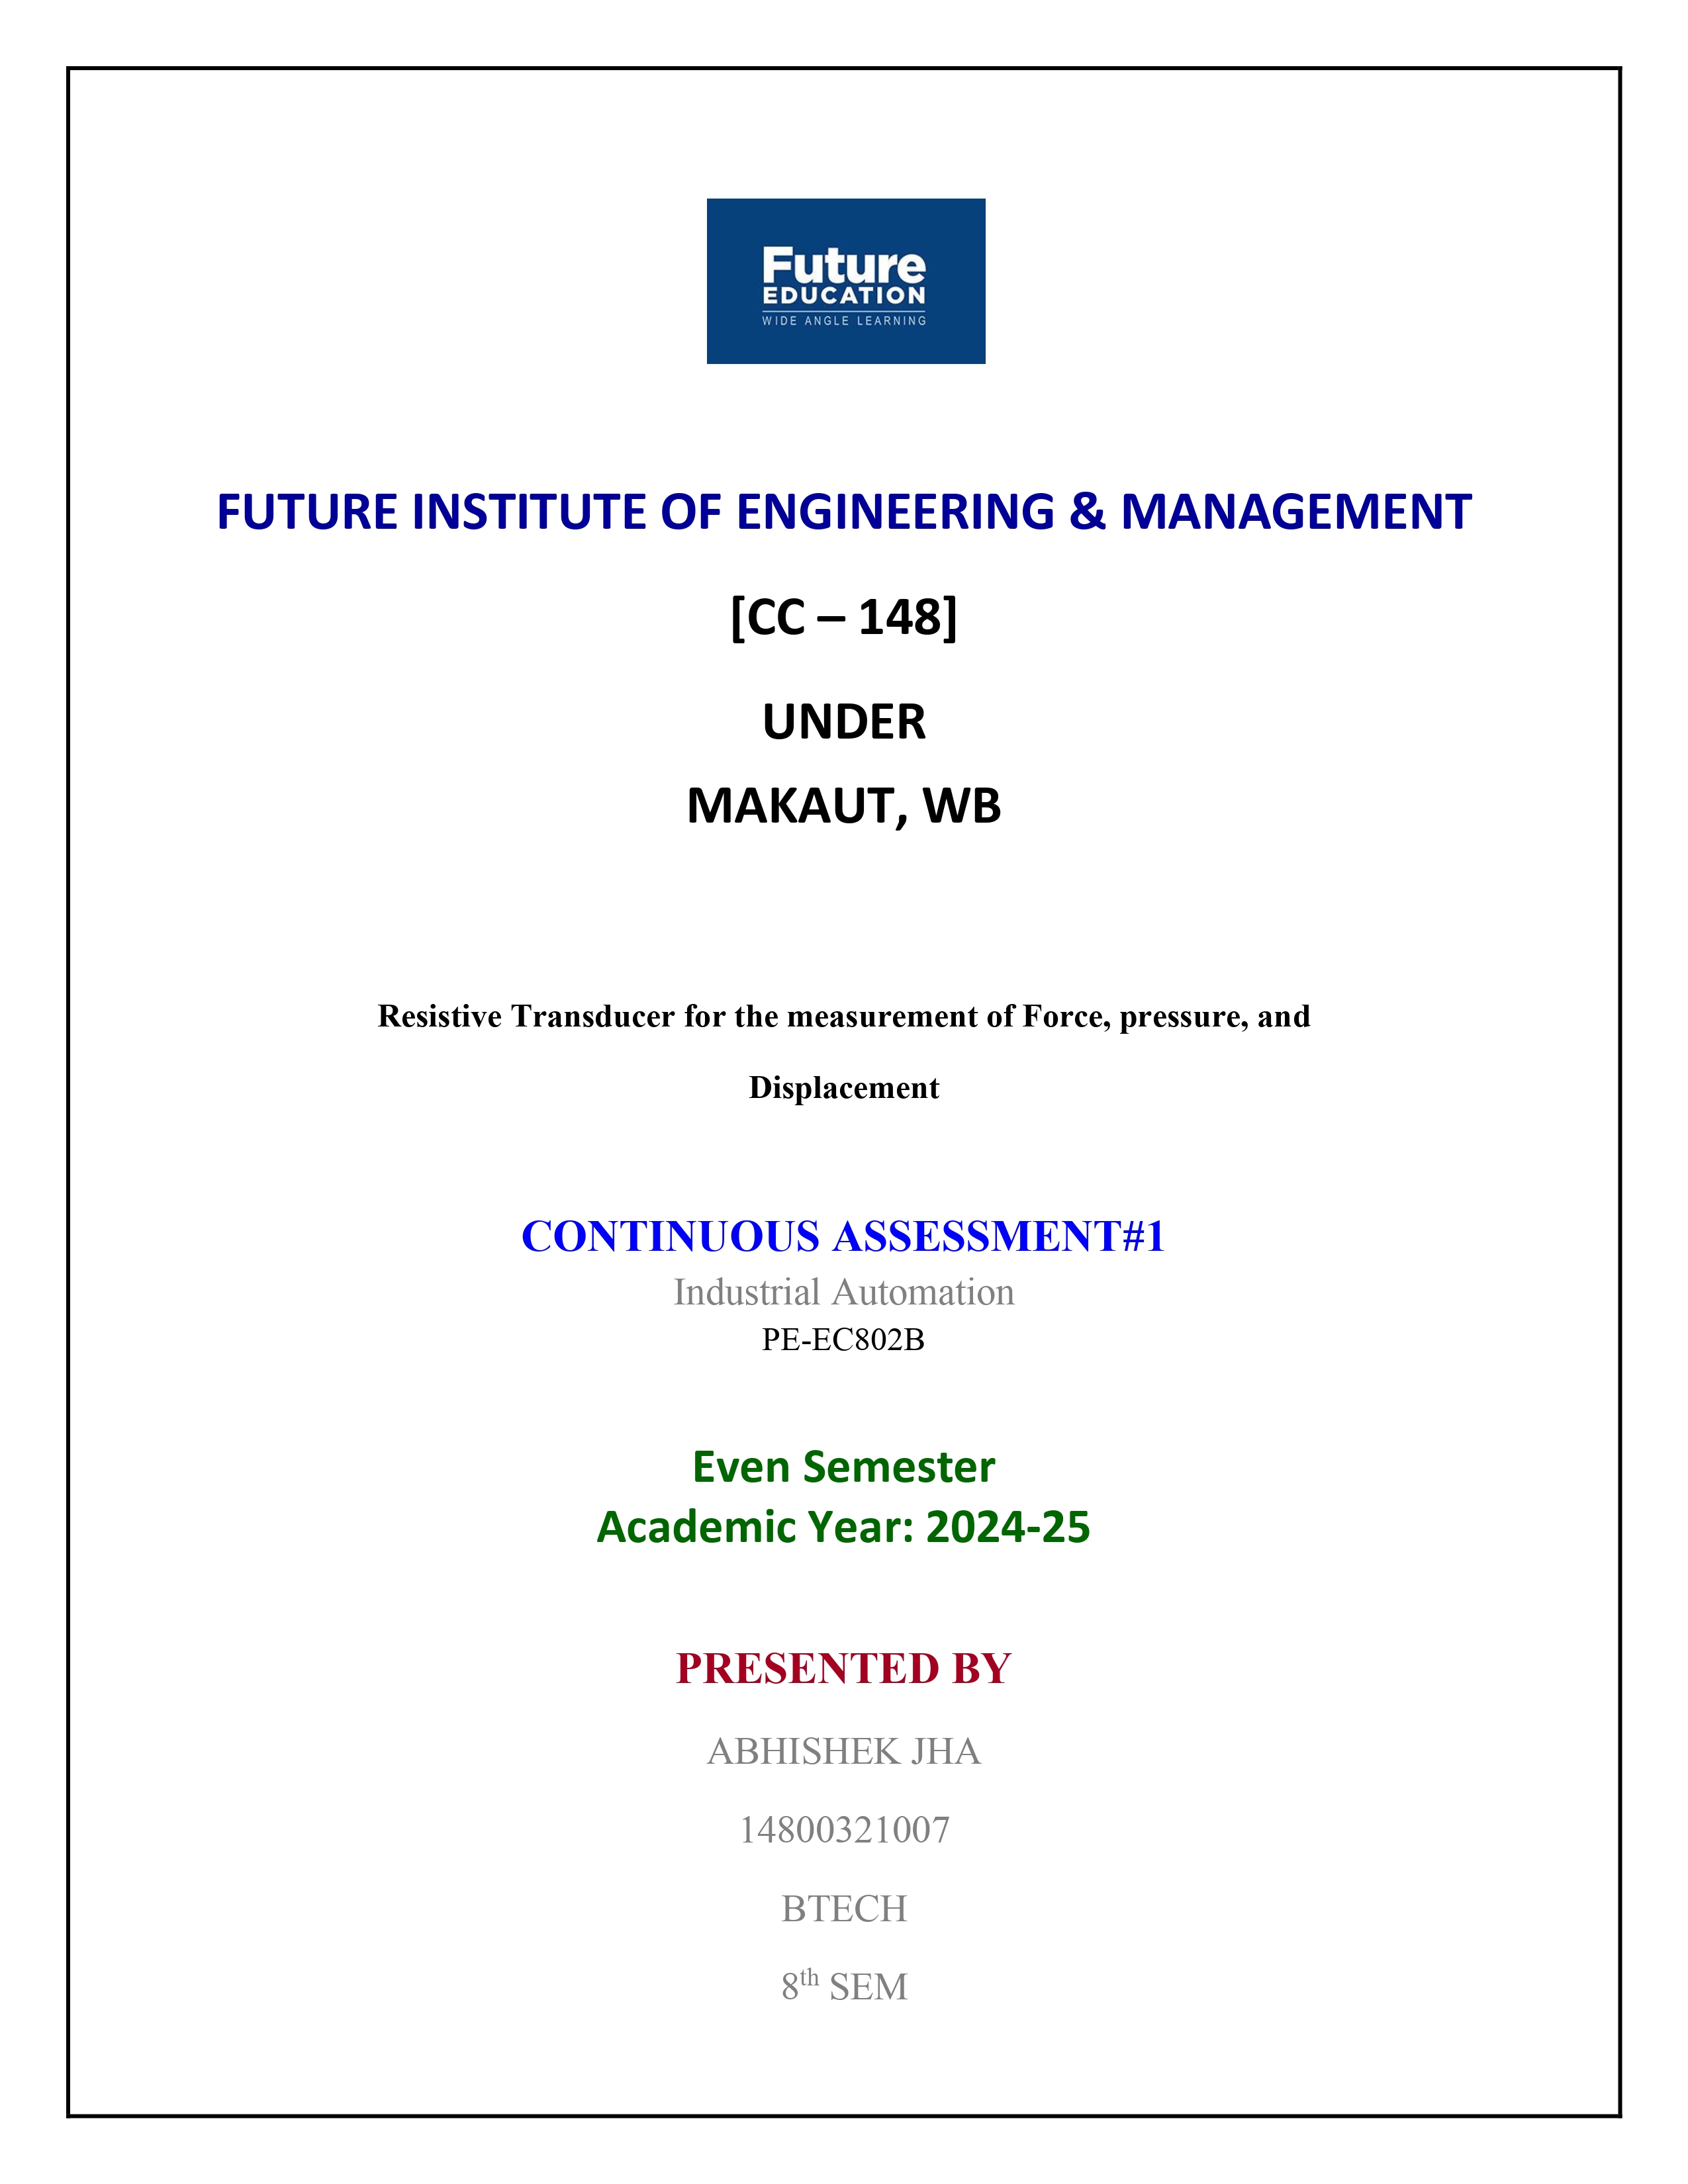 Future
EDUCATION
WIDE ANGLE LEARNING
FUTURE INSTITUTE OF ENGINEERING & MANAGEMENT
[CC – 148]
UNDER
MAKAUT, WB
Resistive Transducer for the measurement of Force, pressure, and
Displacement
CONTINUOUS ASSESSMENT#1
Industrial Automation
PE-EC802B
Even Semester
Academic Year: 2024-25
PRESENTED BY
ABHISHEK JHA
14800321007
BTECH
8th SEM